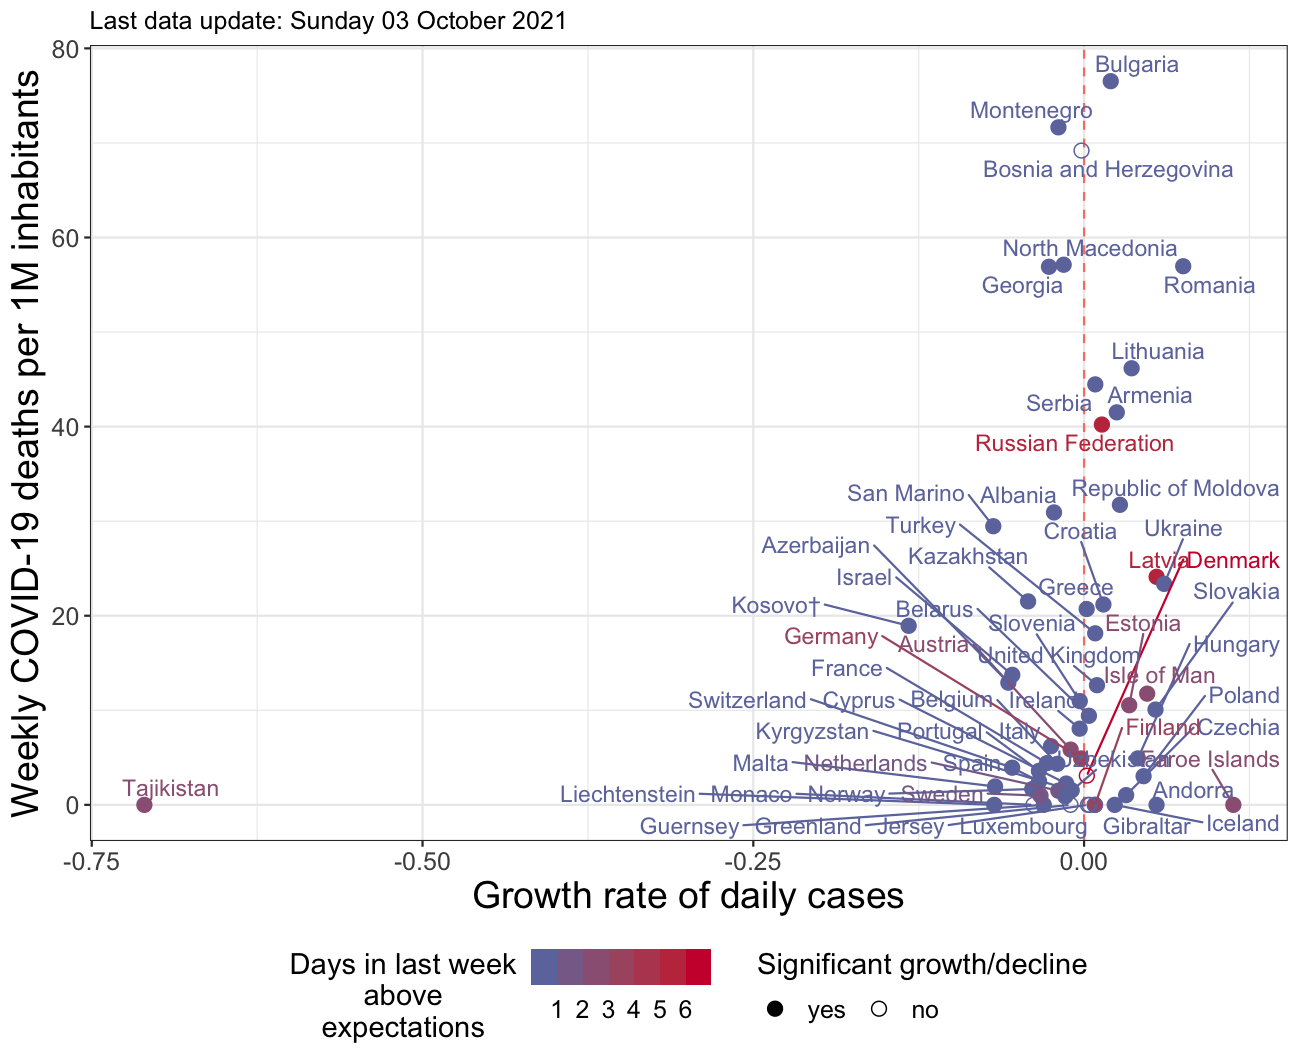 Last data update: Sunday 03 October 2021
Weekly COVID-19 deaths per 1M inhabitants
80
60
40
20
0
Bulgaria
Montenegro
Bosnia and Herzegovina
North Macedonia
Georgia
Romania
Lithuania
Serbia
Armenia
Russian Federation
San Marino
Albania
Republic of Moldova
Turkey
Croatia
Ukraine
Azerbaijan
Kazakhstan
Latvia
Denmark
Israel
Greece
Slovakia
Kosovo†
Belarus
Slovenia
Estonia
Germany
Austria
Hungary
United Kingdom
France
Isle of Man
Switzerland
Cyprus
Belgium
Ireland
Poland
Kyrgyzstan
Portugal
Italy
Finland
Czechia
Malta
Netherlands
Spain
Uzbekistan
Faroe Islands
Tajikistan
Liechtenstein
Monaco
Norway
Sweden
Andorra
Guernsey
Greenland
Jersey
Luxembourg
Gibraltar
Iceland
-0.75
-0.50
-0.25
0.00
Growth rate of daily cases
Days in last week
above
expectations
1 2 3 4 5 6
Significant growth/decline
yes
no